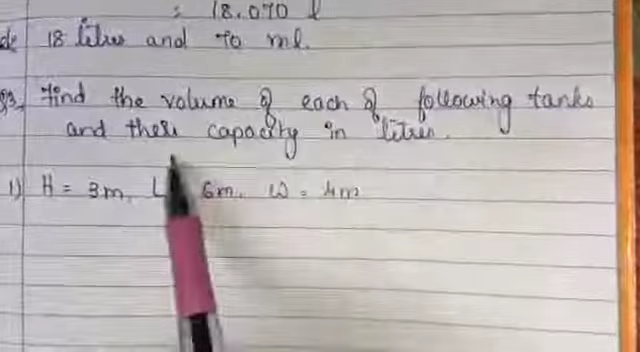 = 18.070 l
18 litres and 70 ml.
Q3. Find the volume of each of following tanks
and their capacity in litres.
1) H = 3m, L 6m, W = 4m